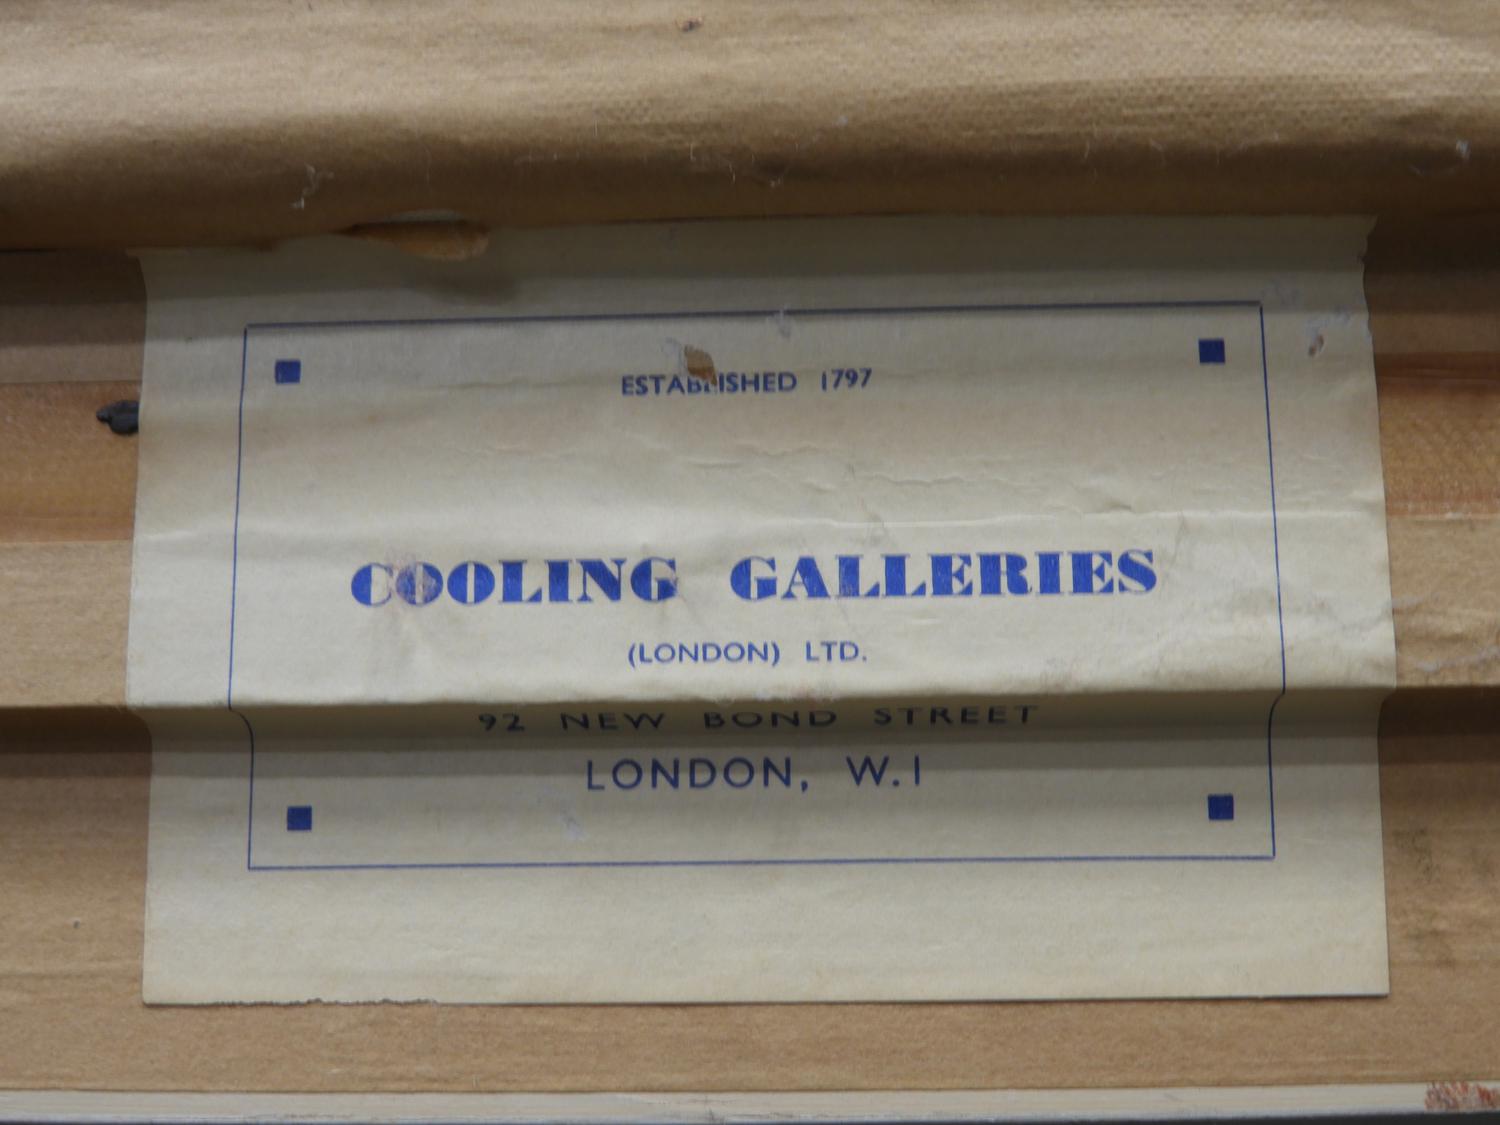 ESTABLISHED 1797
COOLING GALLERIES
(LONDON) LTD.
92 NEW BOND STREET
LONDON, W.1